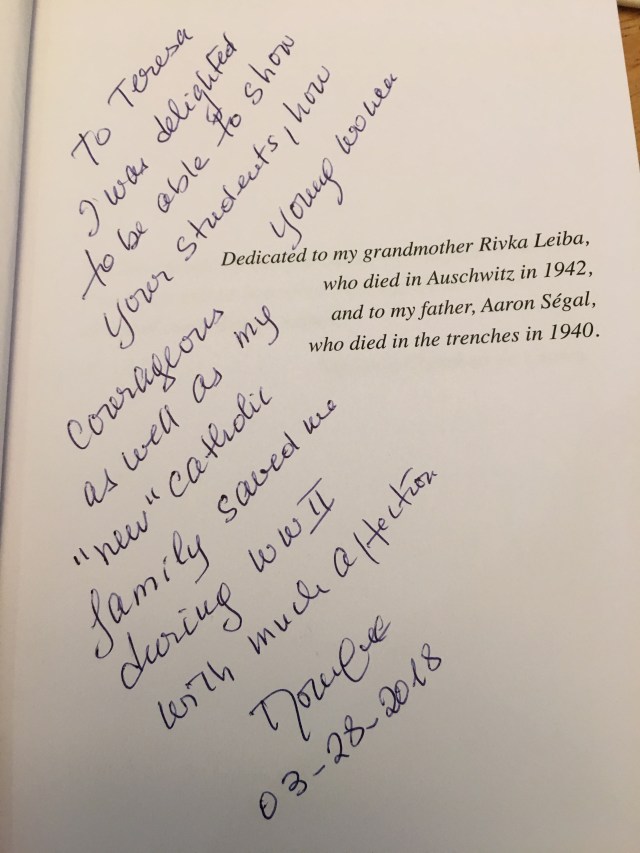 To Teresa
I was delighted
to be able to show
your students, how
Courageous young women
as well as my
"new" Catholic
family saved me
during WW II
with much affection
03-28-2018
Dedicated to my grandmother Rivka Leiba,
who died in Auschwitz in 1942,
and to my father, Aaron Ségal,
who died in the trenches in 1940.